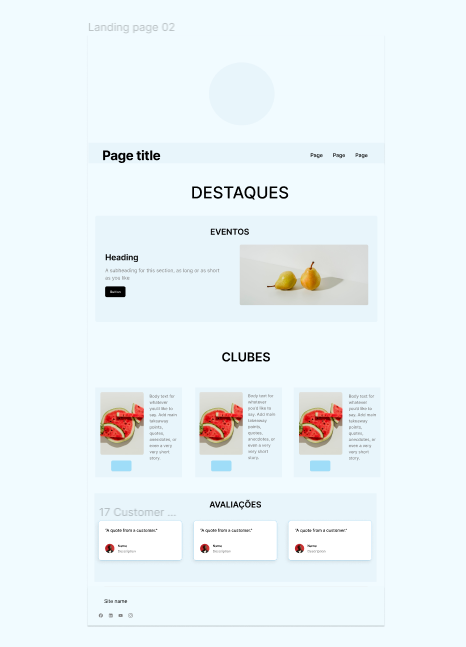 Landing page 02
Page title
Page Page Page
DESTAQUES
EVENTOS
Heading
A subheading for this section, as long or as short
as you like
Button
CLUBES
Body text for
whatever
you'd like to
say. Add main
takeaway
points,
quotes,
anecdotes, or
even a very
very short
story.
Body text for
whatever
you'd like to
say. Add main
takeaway
points,
quotes,
anecdotes, or
even a very
very short
story.
Body text for
whatever
you'd like to
say. Add main
takeaway
points,
quotes,
anecdotes, or
even a very
very short
story.
AVALIAÇÕES
17 Customer ...
"A quote from a customer."
Name
Description
"A quote from a customer."
Name
Description
"A quote from a customer."
Name
Description
Site name